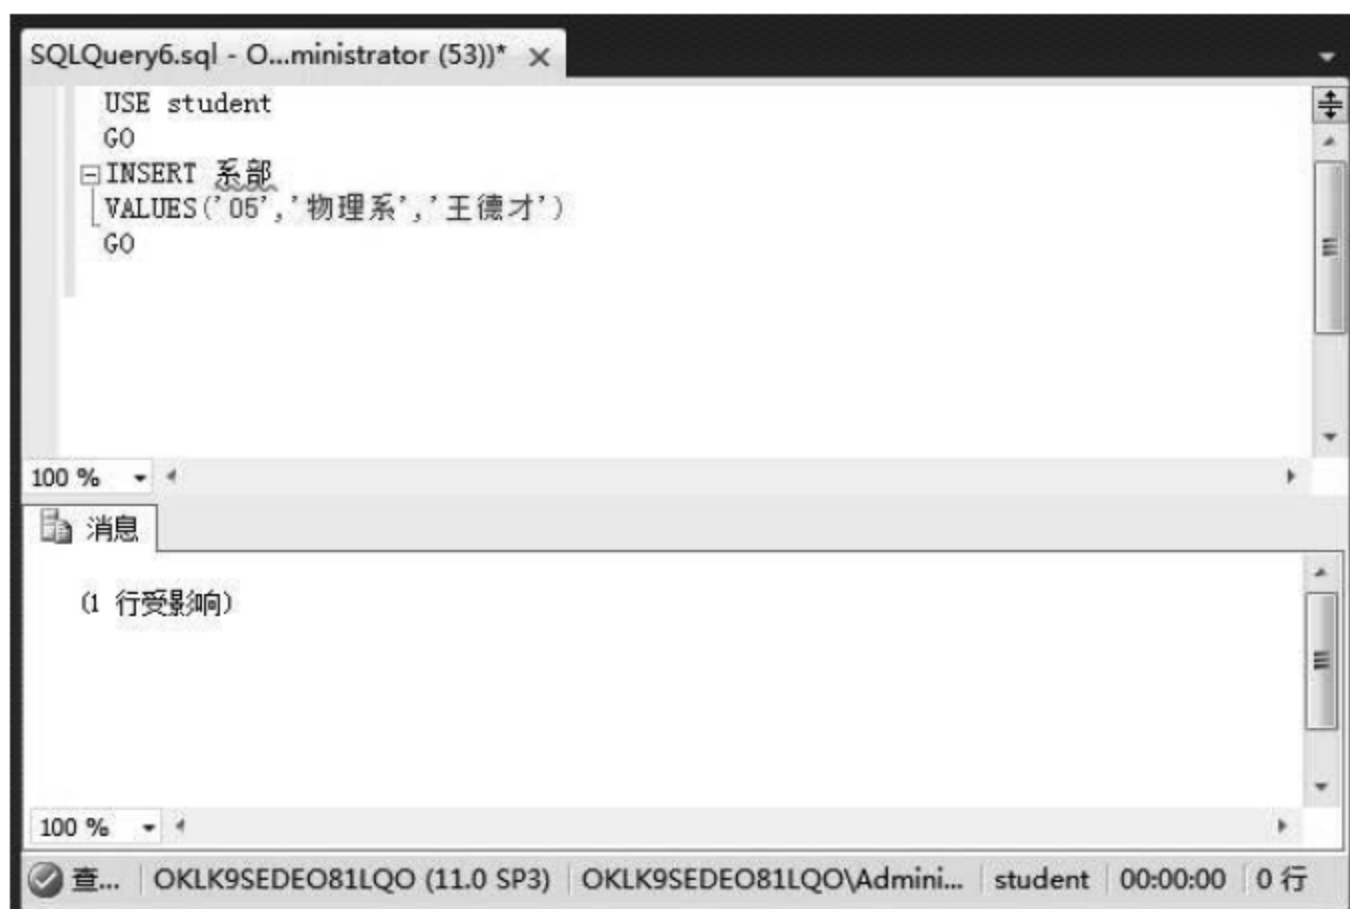 SQLQuery6.sql - O...ministrator (53))*
USE student
GO
INSERT 系部
VALUES('05','物理系','王德才')
GO
100 %
消息
(1 行受影响)
100 %
查... OKLK9SEDEO81LQO (11.0 SP3) OKLK9SEDEO81LQO\Admini... student 00:00:00 0 行